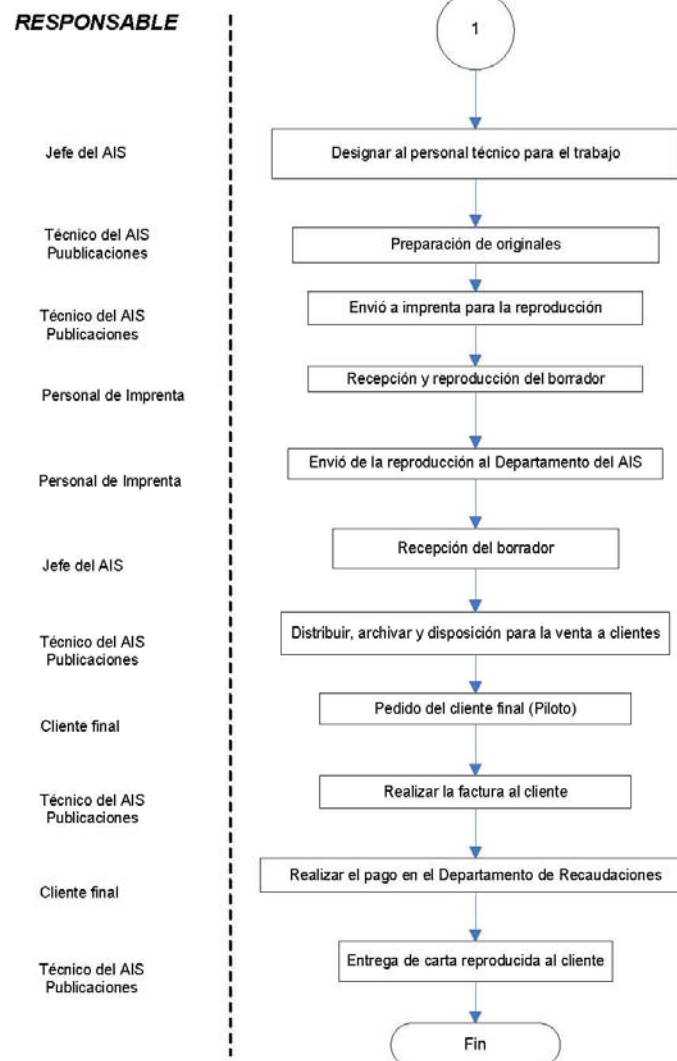 RESPONSABLE
1
Jefe del AIS
Designar al personal técnico para el trabajo
Técnico del AIS
Puublicaciones
Preparación de originales
Técnico del AIS
Publicaciones
Envió a imprenta para la reproducción
Personal de Imprenta
Recepción y reproducción del borrador
Personal de Imprenta
Envió de la reproducción al Departamento del AIS
Jefe del AIS
Recepción del borrador
Técnico del AIS
Publicaciones
Distribuir, archivar y disposición para la venta a clientes
Cliente final
Pedido del cliente final (Piloto)
Técnico del AIS
Publicaciones
Realizar la factura al cliente
Cliente final
Realizar el pago en el Departamento de Recaudaciones
Técnico del AIS
Publicaciones
Entrega de carta reproducida al cliente
Fin